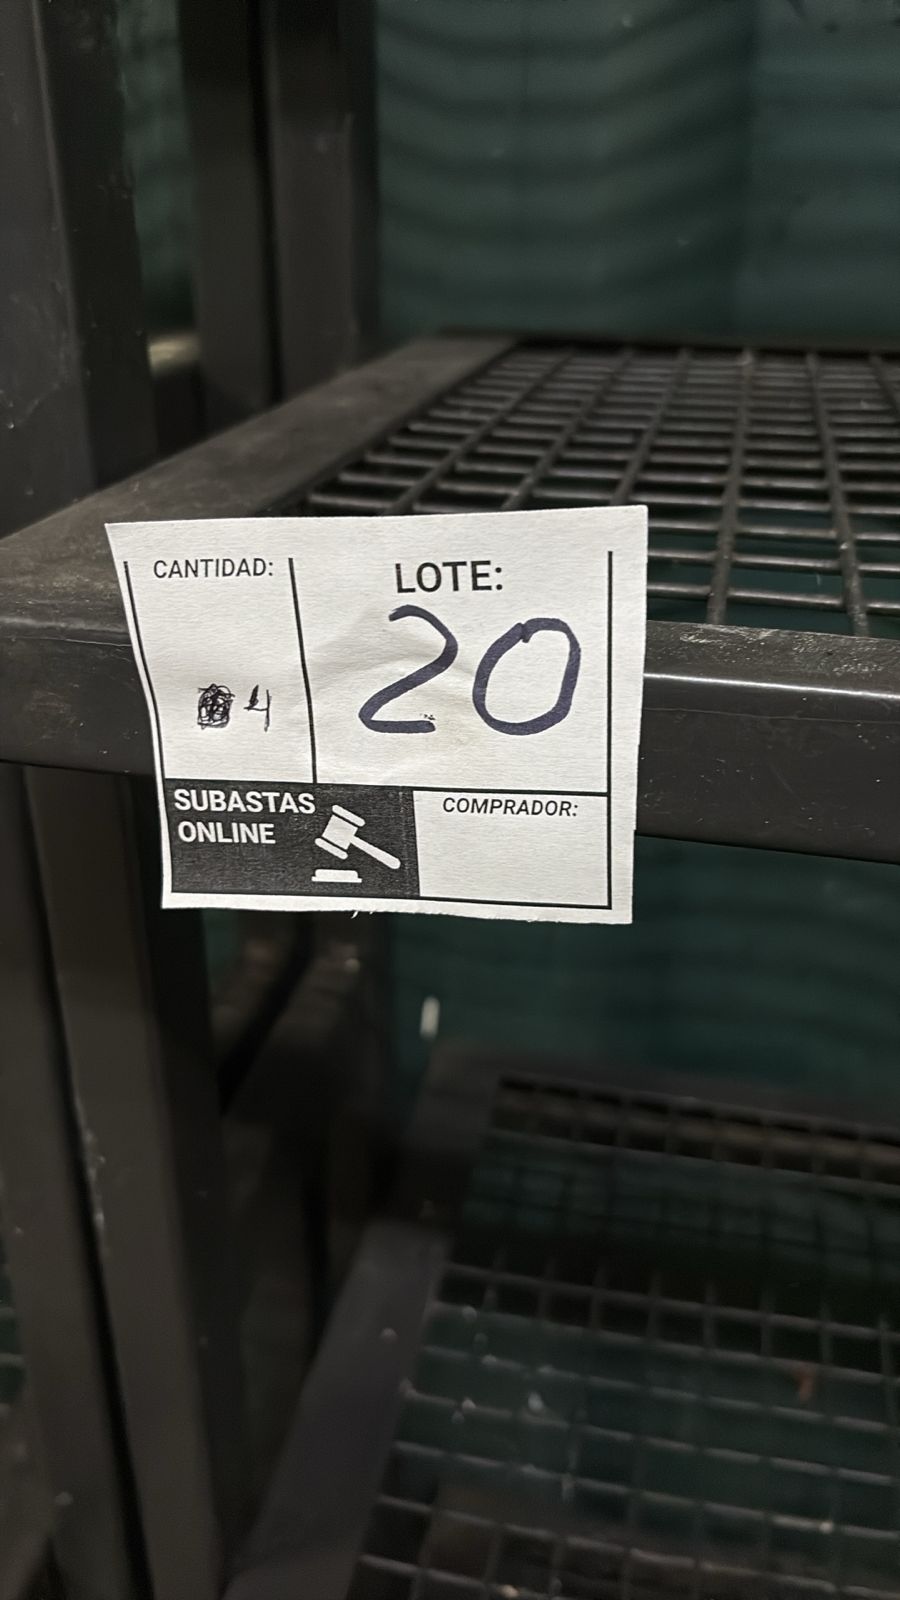 CANTIDAD:
LOTE:
4
20
SUBASTAS
ONLINE
COMPRADOR: